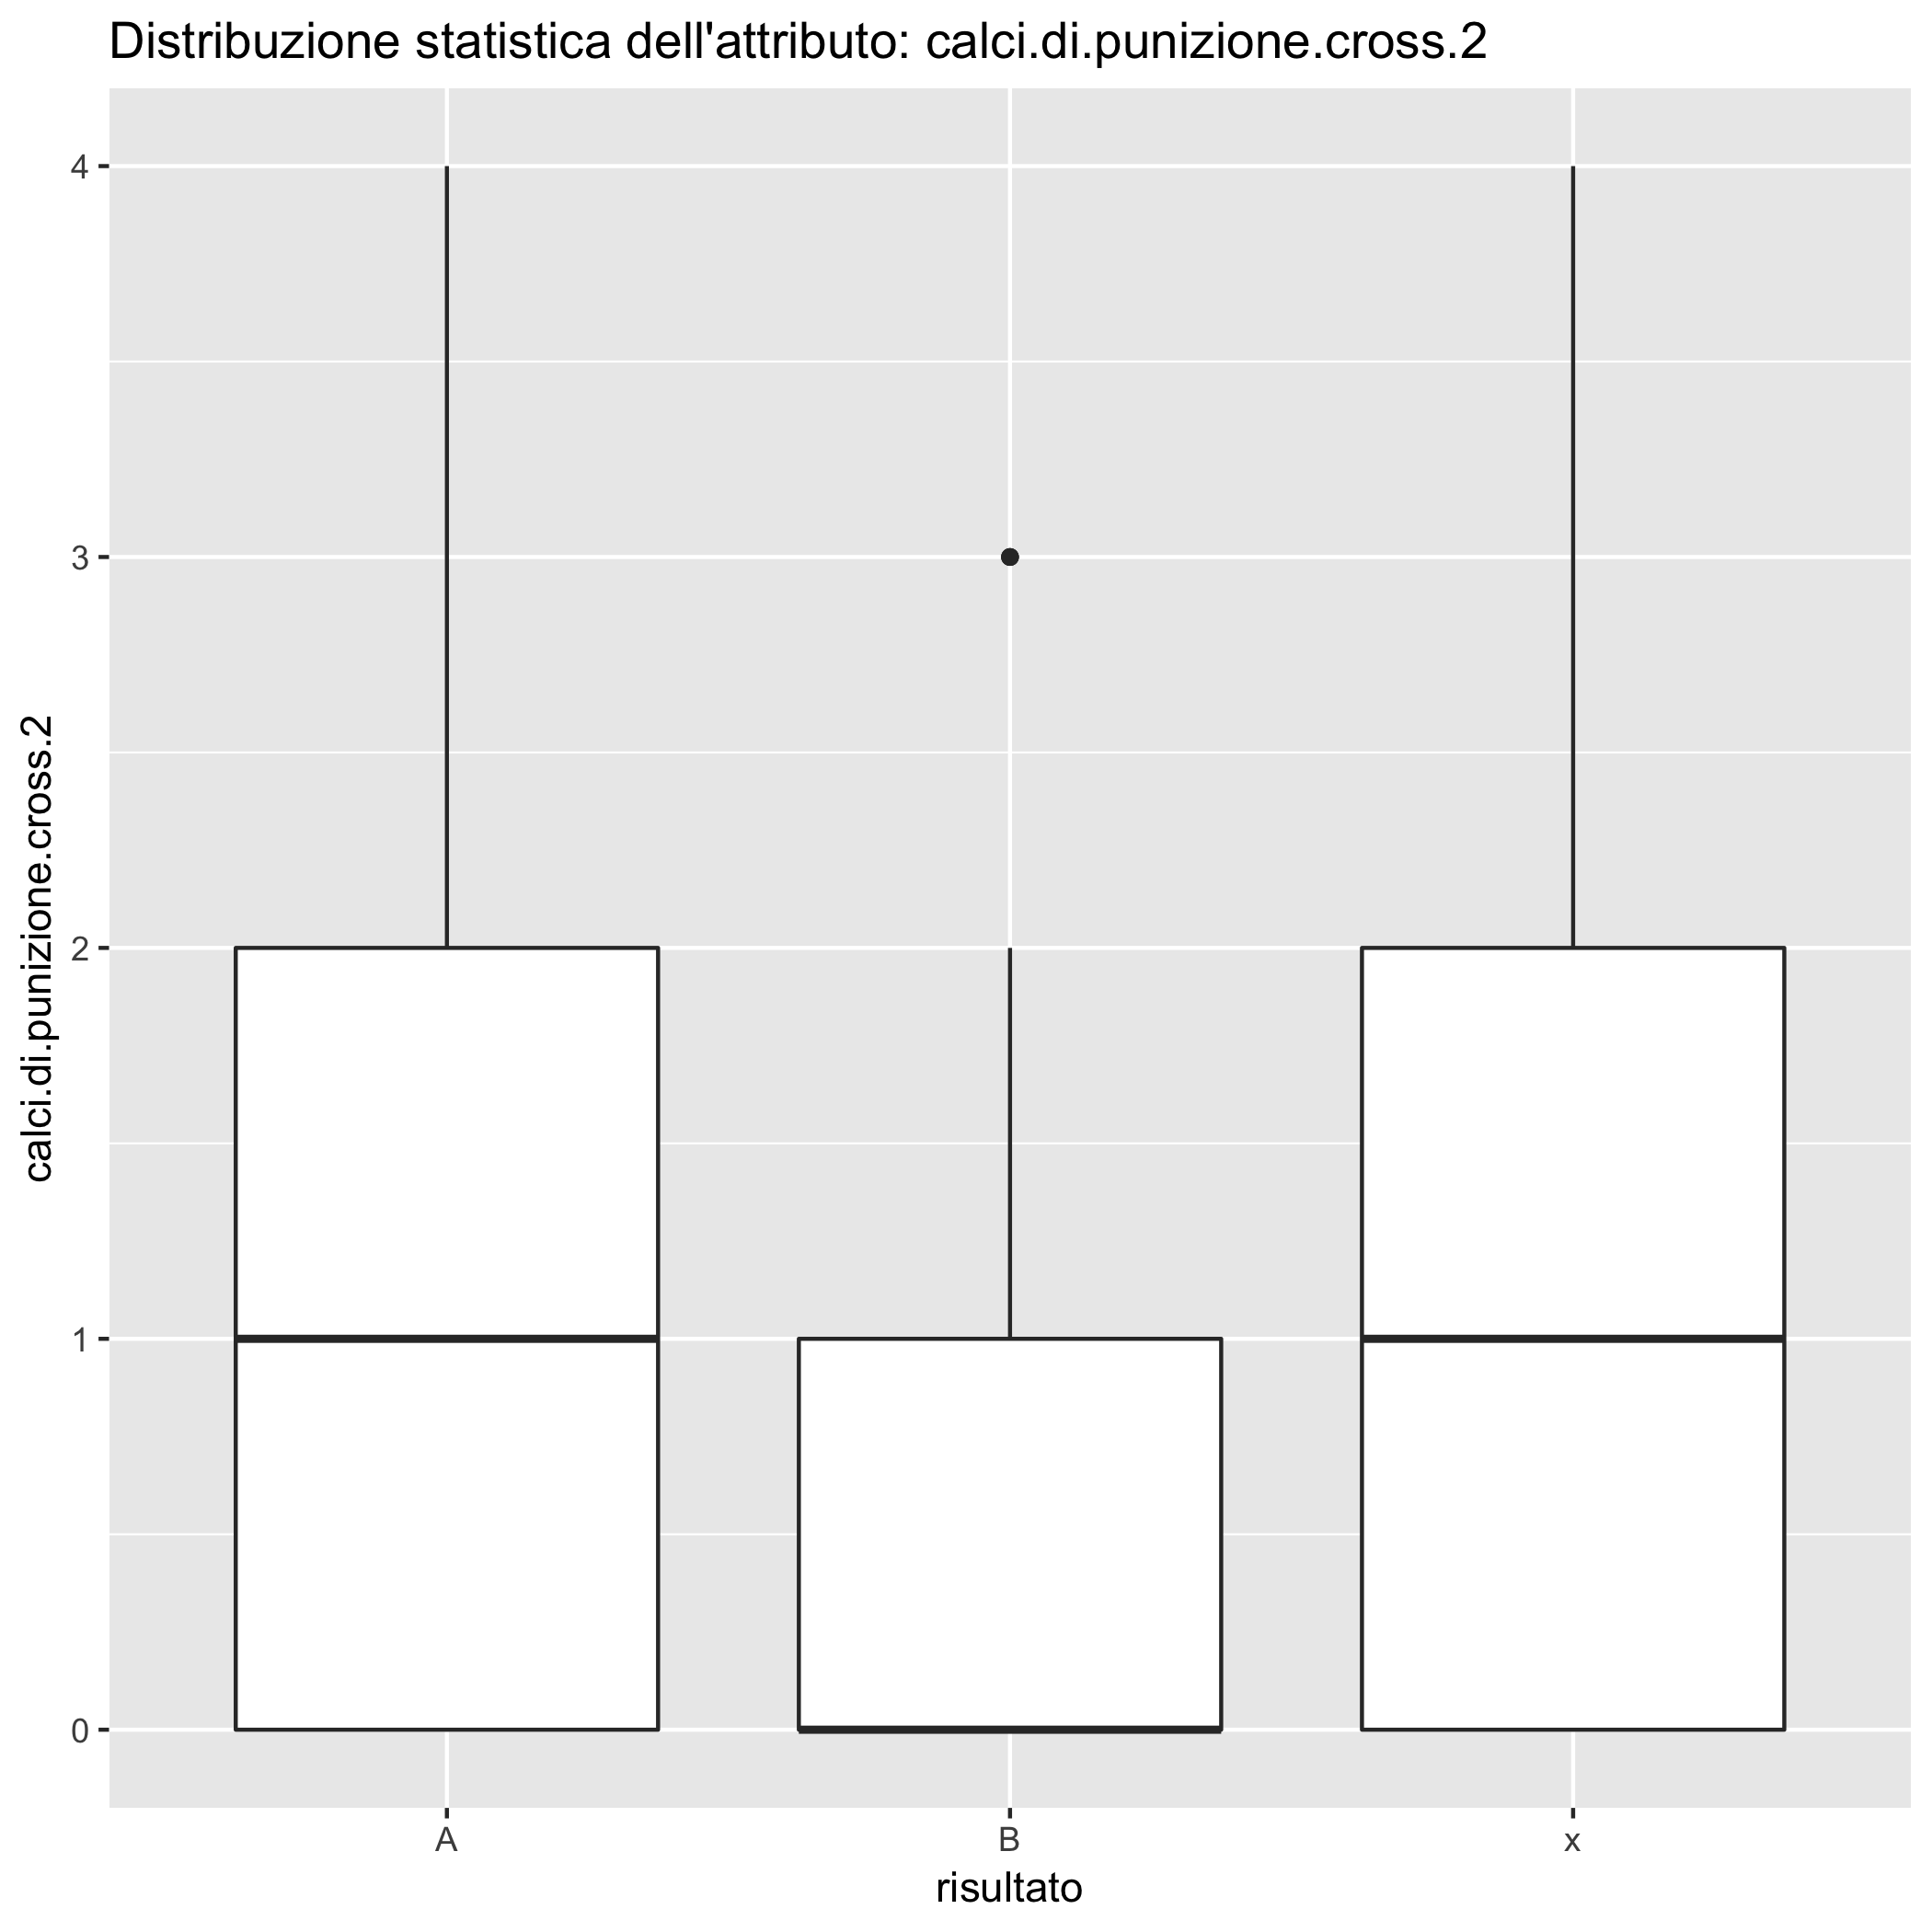 Distribuzione statistica dell'attributo: calci.di.punizione.cross.2
calci.di.punizione.cross.2
4
3
2
1
0
A
B
x
risultato